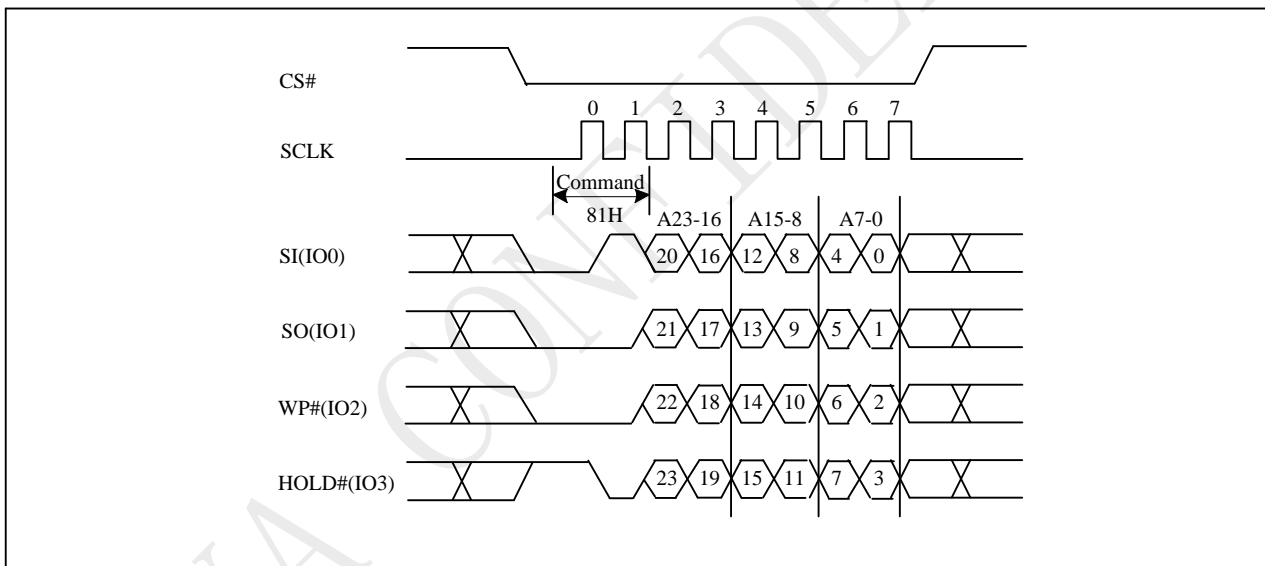 CS#
0 1 2 3 4 5 6 7
SCLK
Command
81H
A23-16 A15-8 A7-0
SI(IO0) 20 16 12 8 4 0
SO(IO1) 21 17 13 9 5 1
WP#(IO2) 22 18 14 10 6 2
HOLD#(IO3) 23 19 15 11 7 3
A CONFIDE